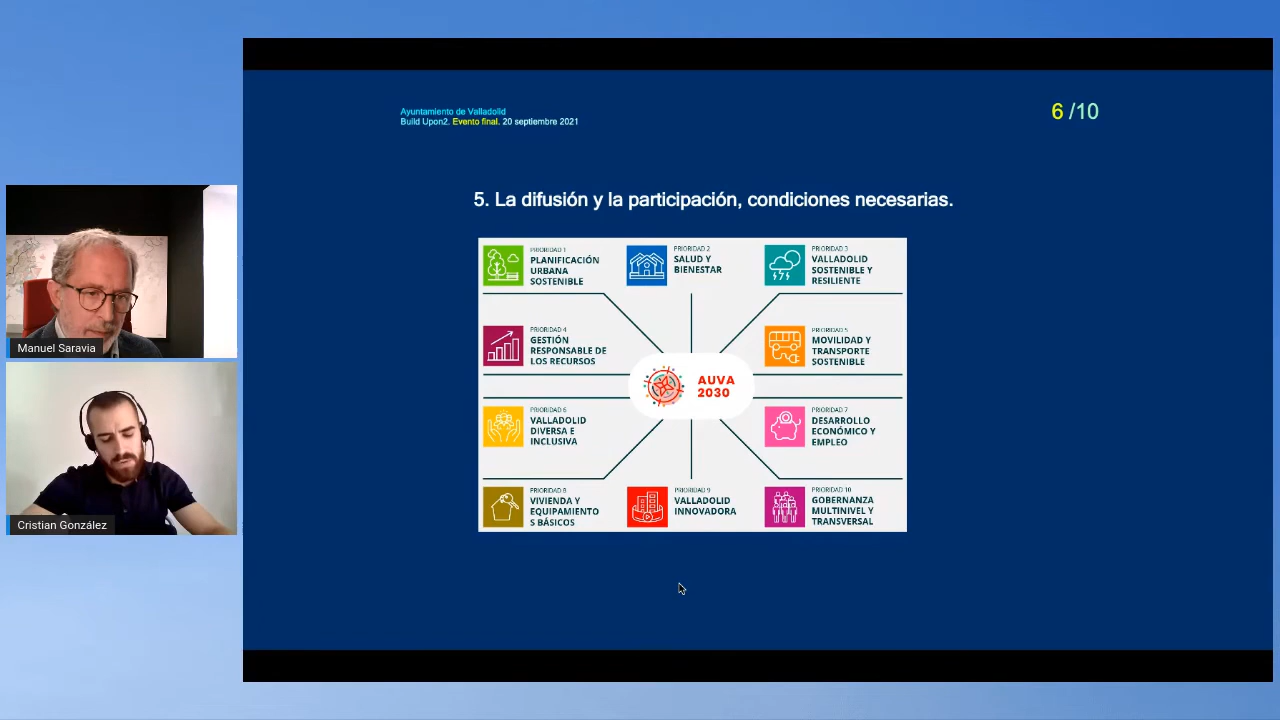 Ayuntamiento de Valladolid
Build Upon2. Evento final. 20 septiembre 2021
6 /10
5. La difusión y la participación, condiciones necesarias.
PRIORIDAD 1
PLANIFICACIÓN
URBANA
SOSTENIBLE
PRIORIDAD 2
SALUD Y
BIENESTAR
PRIORIDAD 3
VALLADOLID
SOSTENIBLE Y
RESILIENTE
PRIORIDAD 4
GESTIÓN
RESPONSABLE DE
LOS RECURSOS
PRIORIDAD 5
MOVILIDAD Y
TRANSPORTE
SOSTENIBLE
AUVA
2030
PRIORIDAD 6
VALLADOLID
DIVERSA E
INCLUSIVA
PRIORIDAD 7
DESARROLLO
ECONÓMICO Y
EMPLEO
PRIORIDAD 8
VIVIENDA Y
EQUIPAMIENTO
S BÁSICOS
PRIORIDAD 9
VALLADOLID
INNOVADORA
PRIORIDAD 10
GOBERNANZA
MULTINIVEL Y
TRANSVERSAL
Manuel Saravia
Cristian González